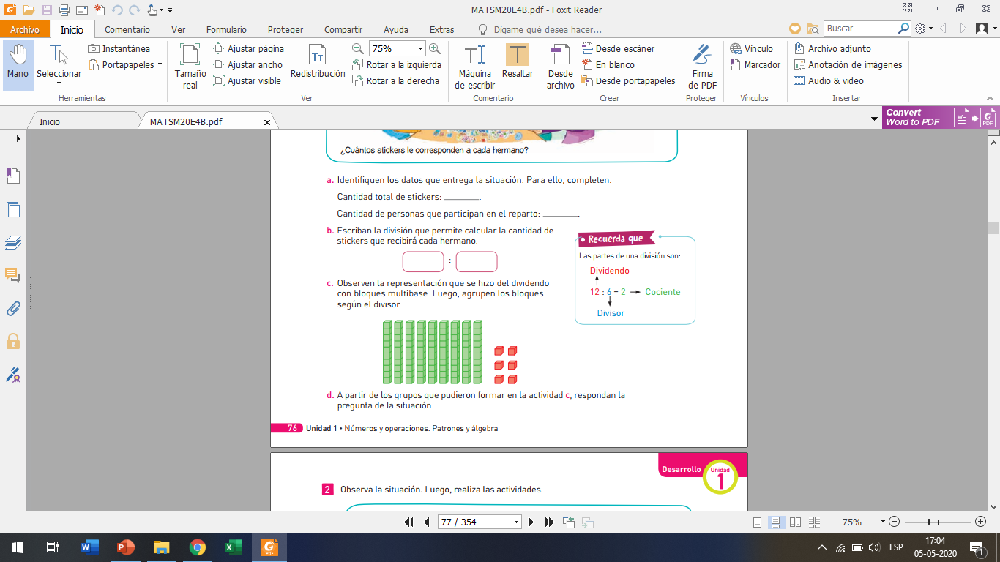 MATSM20E4B.pdf - Foxit Reader
Archivo Inicio Comentario Ver Formulario Proteger Compartir Ayuda Extras Dígame qué desea hacer... Buscar
Mano
Seleccionar
Instantánea
Portapapeles
Herramientas
Tamaño
real
Ajustar página
Ajustar ancho
Ajustar visible
Redistribución
75%
Rotar a la izquierda
Rotar a la derecha
Ver
Máquina
de escribir
Resaltar
Comentario
Desde
archivo
Desde escáner
En blanco
Desde portapapeles
Crear
Firma
de PDF
Proteger
Vínculo
Marcador
Vínculos
Archivo adjunto
Anotación de imágenes
Audio & video
Insertar
Inicio MATSM20E4B.pdf
Convert
Word to PDF
¿Cuàntos stickers le corresponden a cada hermano?
a. Identifiquen los datos que entrega la situación. Para ello, completen.
Cantidad total de stickers: ________.
Cantidad de personas que participan en el reparto: ________.
b. Escriban la división que permite calcular la cantidad de
stickers que recibirá cada hermano.
:
c. Observen la representación que se hizo del dividendo
con bloques multibase. Luego, agrupen los bloques
según el divisor.
Recuerda que
Las partes de una división son:
Dividendo
12 : 6 = 2 Cociente
Divisor
d. A partir de los grupos que pudieron formar en la actividad c, respondan la
pregunta de la situación.
76 Unidad 1 • Números y operaciones. Patrones y álgebra
Desarrollo Unidad
1
2 Observa la situación. Luego, realiza las actividades.
77 / 354
75%
ESP
17:04
05-05-2020
1